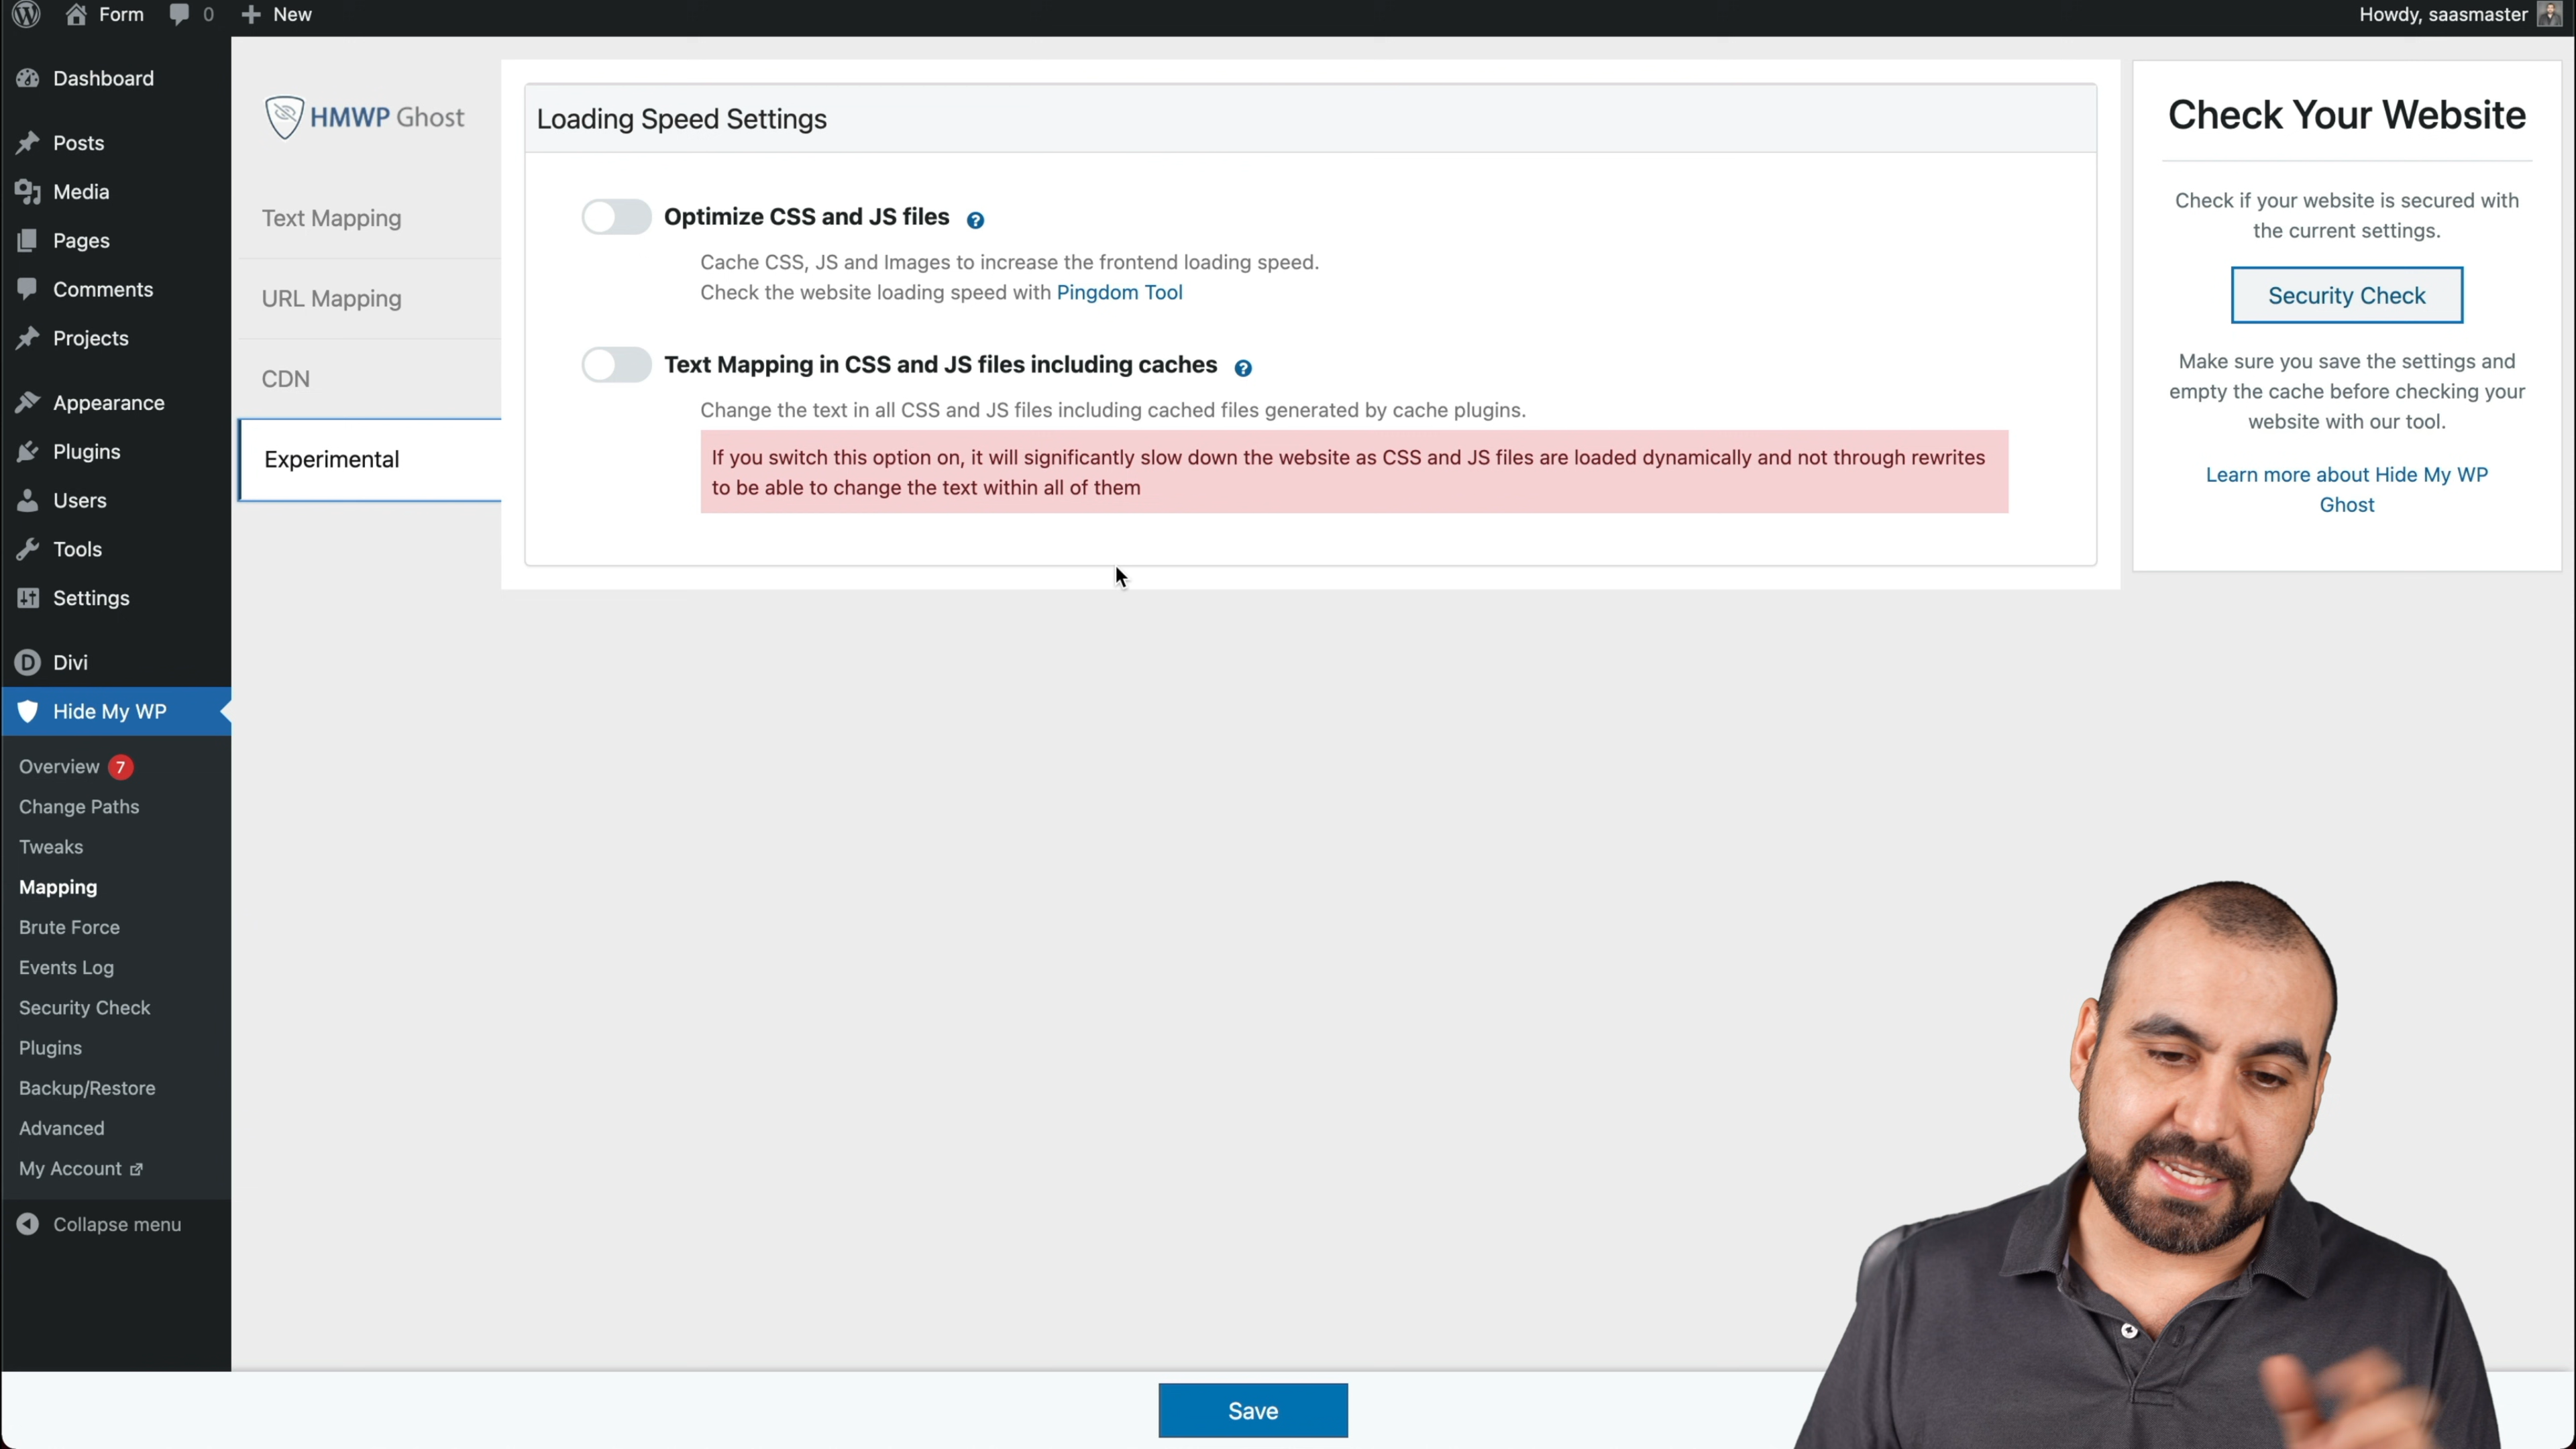 Form
0
New
Howdy, saasmaster
Dashboard
Posts
Media
Pages
Comments
Projects
Appearance
Plugins
Users
Tools
Settings
Divi
Hide My WP
Overview 7
Change Paths
Tweaks
Mapping
Brute Force
Events Log
Security Check
Plugins
Backup/Restore
Advanced
My Account
Collapse menu
HMWP Ghost
Text Mapping
URL Mapping
CDN
Experimental
Loading Speed Settings
Optimize CSS and JS files ?
Cache CSS, JS and Images to increase the frontend loading speed.
Check the website loading speed with Pingdom Tool
Text Mapping in CSS and JS files including caches ?
Change the text in all CSS and JS files including cached files generated by cache plugins.
If you switch this option on, it will significantly slow down the website as CSS and JS files are loaded dynamically and not through rewrites
to be able to change the text within all of them
Check Your Website
Check if your website is secured with
the current settings.
Security Check
Make sure you save the settings and
empty the cache before checking your
website with our tool.
Learn more about Hide My WP
Ghost
Save